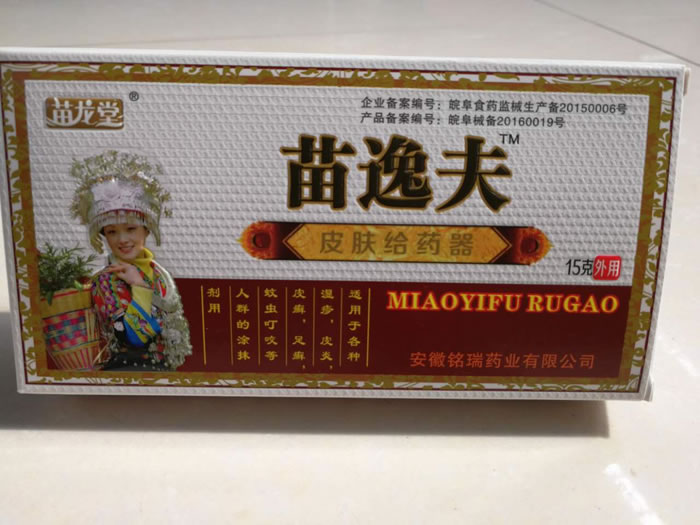 苗龙堂®
企业备案编号：皖阜食药监械生产备20150006号
产品备案编号：皖阜械备20160019号
苗逸夫™
皮肤给药器
15克 外用
适用于各种
湿疹，皮炎，
皮癣，足癣，
蚊虫叮咬等
人群的涂抹
剂用
MIAOYIFU RUGAO
安徽铭瑞药业有限公司